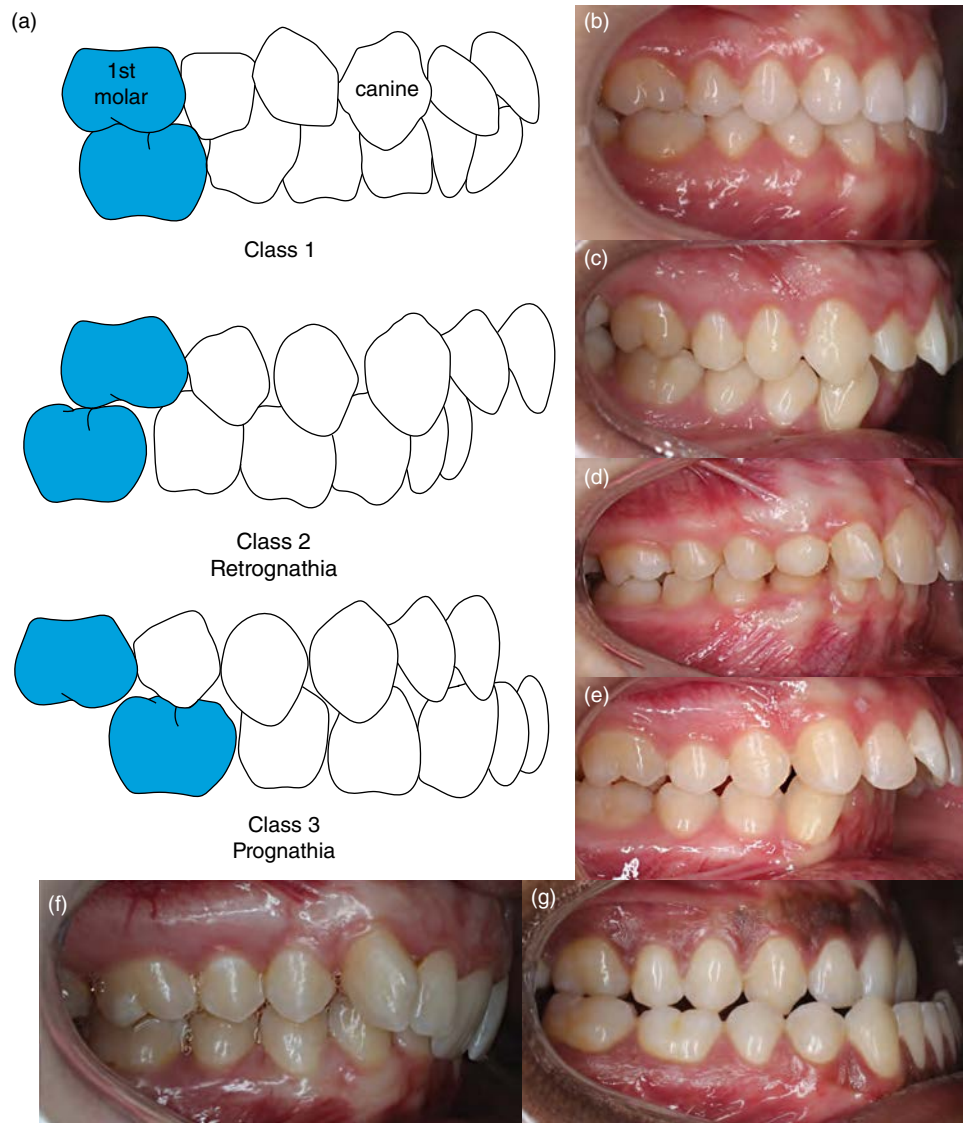 (a)
1st
molar
canine
Class 1
Class 2
Retrognathia
Class 3
Prognathia
(b)
(c)
(d)
(e)
(f)
(g)